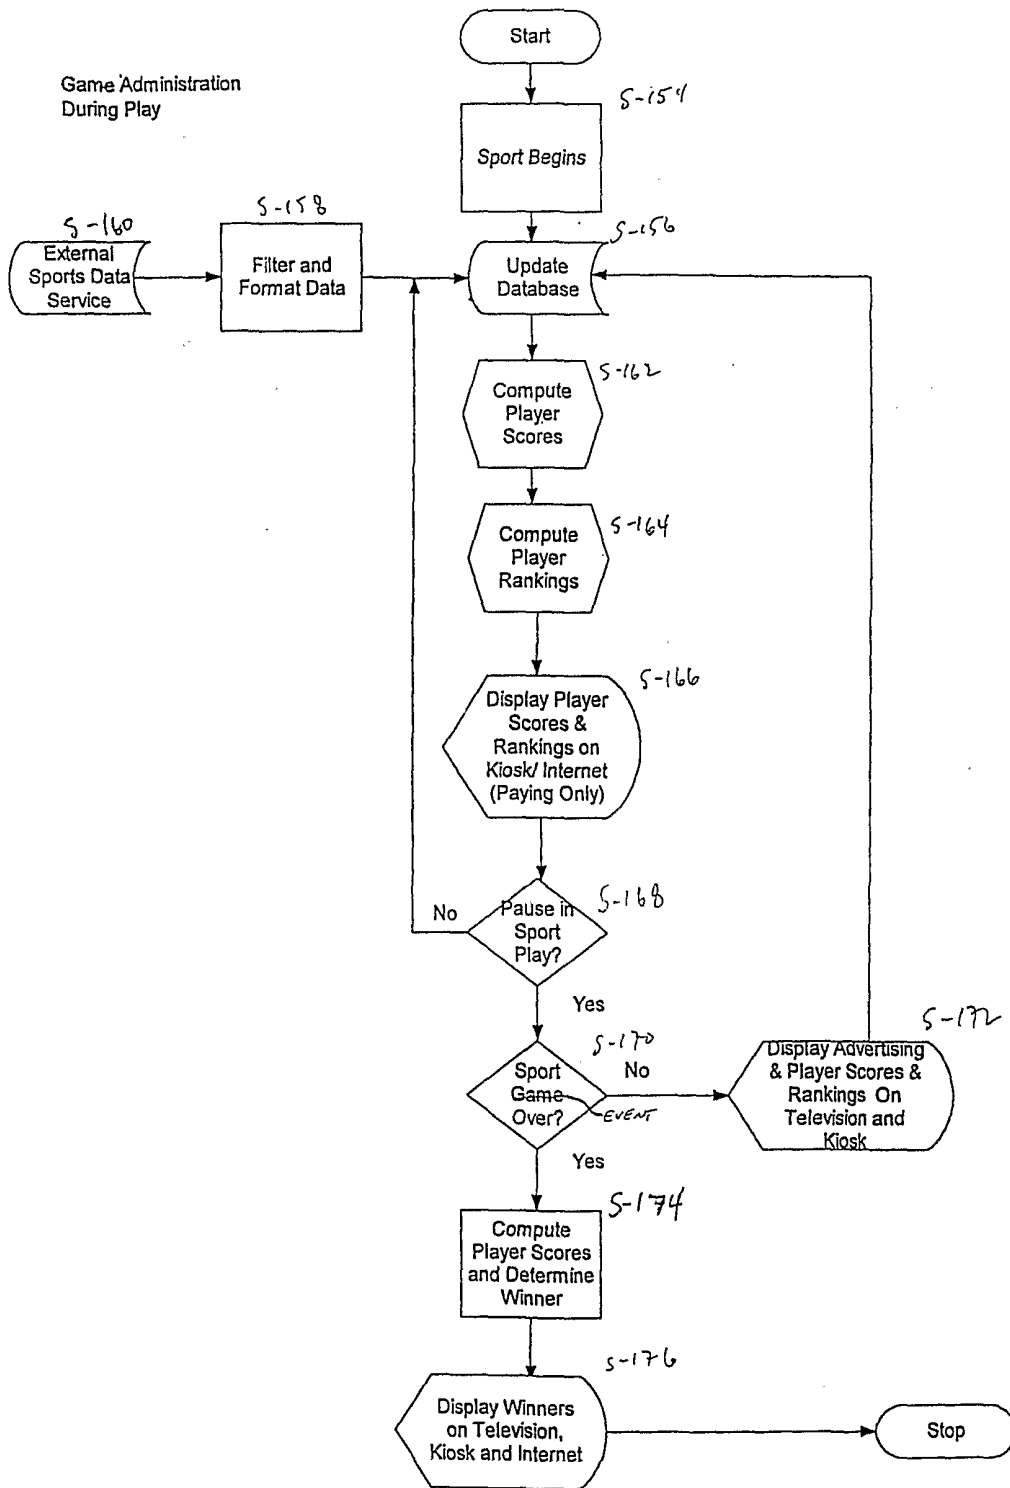 Start
Game Administration
During Play
S-154
Sport Begins
S-160
S-158
S-156
External
Sports Data
Service
Filter and
Format Data
Update
Database
S-162
Compute
Player
Scores
S-164
Compute
Player
Rankings
S-166
Display Player
Scores &
Rankings on
Kiosk/ Internet
(Paying Only)
S-168
No
Pause in
Sport
Play?
Yes
S-170
Sport
Game
Over?
EVENT
No
S-172
Display Advertising
& Player Scores &
Rankings On
Television and
Kiosk
Yes
S-174
Compute
Player Scores
and Determine
Winner
S-176
Display Winners
on Television,
Kiosk and Internet
Stop